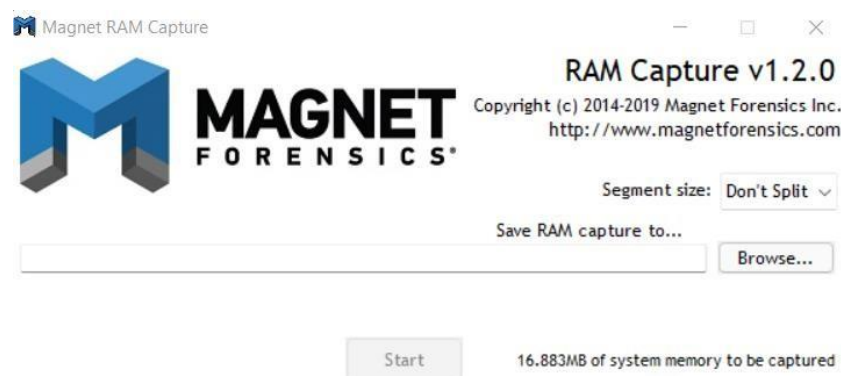 Magnet RAM Capture
RAM Capture v1.2.0
MAGNET
FORENSICS®
Copyright (c) 2014-2019 Magnet Forensics Inc.
http://www.magnetforensics.com
Segment size: Don't Split
Save RAM capture to...
Browse...
Start
16.883MB of system memory to be captured